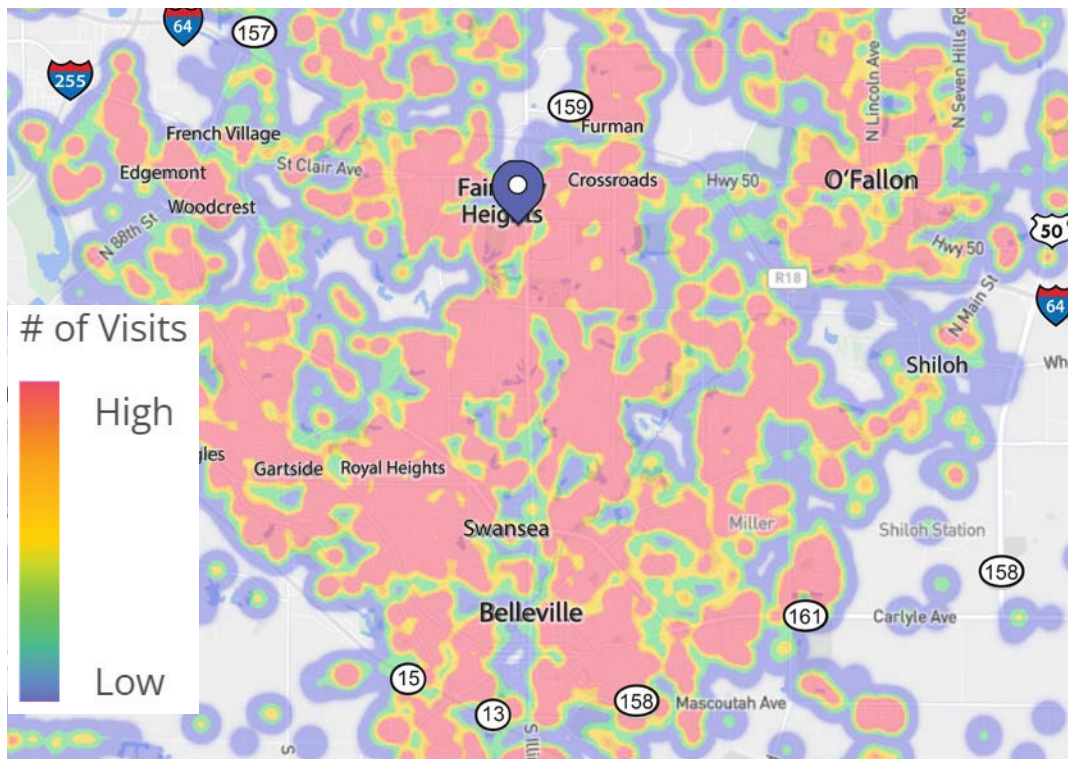 64
157
255
159
Furman
N Lincoln Ave
N Seven Hills
French Village
St Clair Ave
Edgemont
Crossroads
Hwy 50
O'Fallon
Heights
Woodcrest
N 88th St
50
Hwy 50
R18
64
N Main St
# of Visits
High
Low
Shiloh
Gartside
Royal Heights
Swansea
Miller
Shiloh Station
158
Belleville
161
Carlyle Ave
15
13
158
Mascoutah Ave
S
S Illi